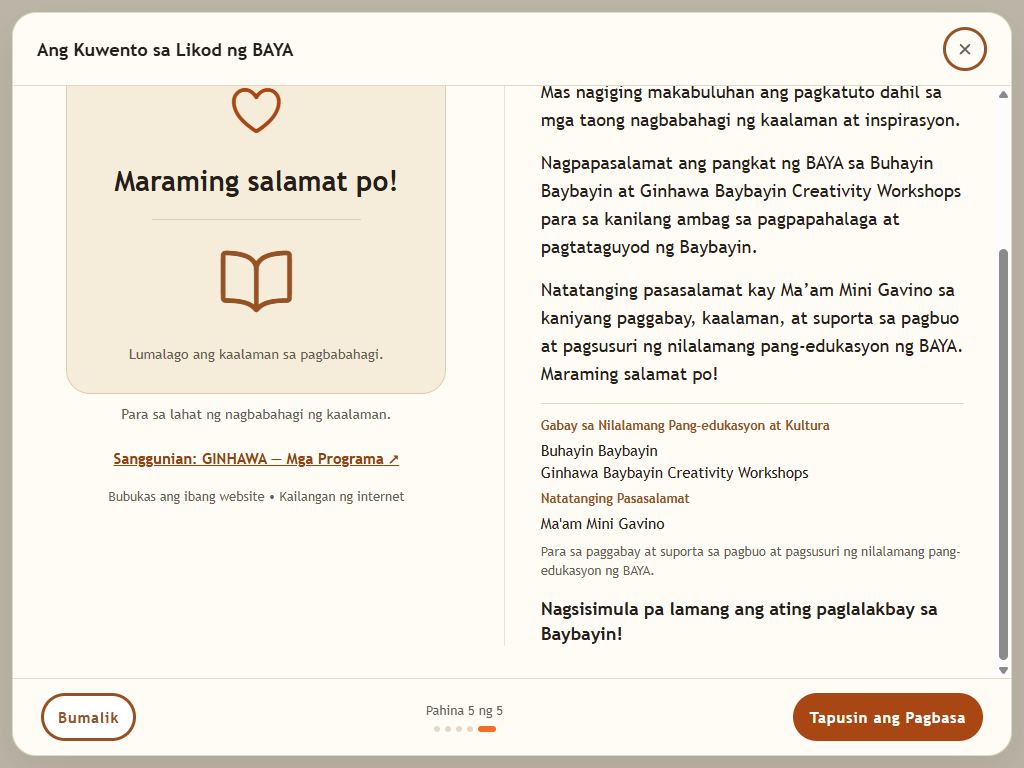 Ang Kuwento sa Likod ng BAYA
Maraming salamat po!
Lumalago ang kaalaman sa pagbabahagi.
Para sa lahat ng nagbabahagi ng kaalaman.
Sanggunian: GINHAWA — Mga Programa ↗
Bubukas ang ibang website • Kailangan ng internet
Mas nagiging makabuluhan ang pagkatuto dahil sa
mga taong nagbabahagi ng kaalaman at inspirasyon.
Nagpapasalamat ang pangkat ng BAYA sa Buhayin
Baybayin at Ginhawa Baybayin Creativity Workshops
para sa kanilang ambag sa pagpapahalaga at
pagtataguyod ng Baybayin.
Natatanging pasasalamat kay Ma’am Mini Gavino sa
kaniyang paggabay, kaalaman, at suporta sa pagbuo
at pagsusuri ng nilalamang pang-edukasyon ng BAYA.
Maraming salamat po!
Gabay sa Nilalamang Pang-edukasyon at Kultura
Buhayin Baybayin
Ginhawa Baybayin Creativity Workshops
Natatanging Pasasalamat
Ma'am Mini Gavino
Para sa paggabay at suporta sa pagbuo at pagsusuri ng nilalamang pang-
edukasyon ng BAYA.
Nagsisimula pa lamang ang ating paglalakbay sa
Baybayin!
Bumalik
Pahina 5 ng 5
Tapusin ang Pagbasa